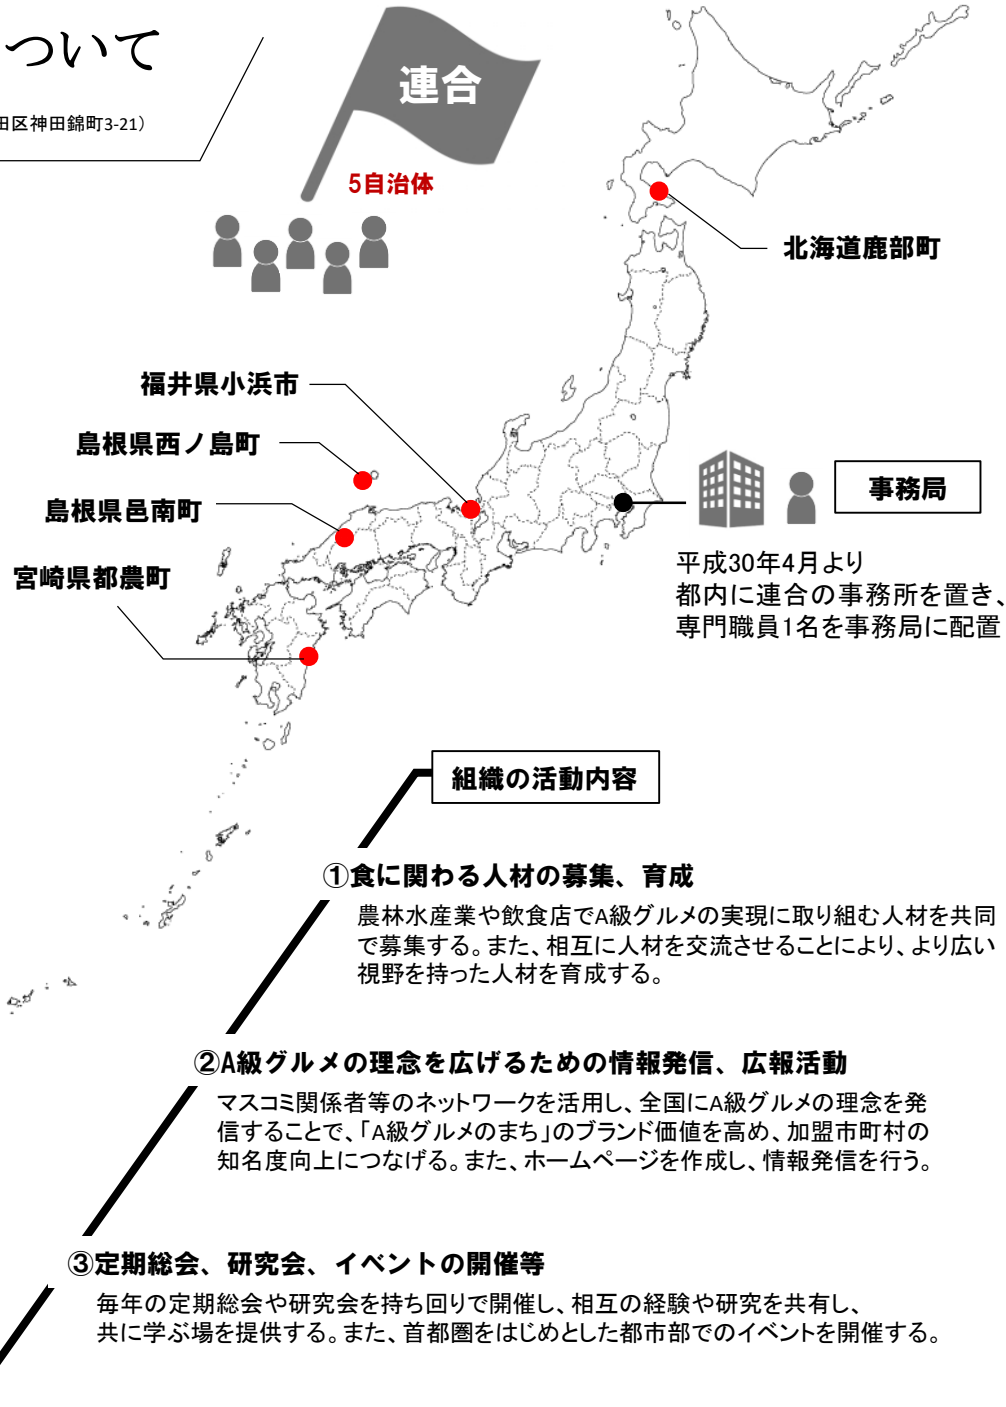 ついて
田区神田錦町3-21）
連合
5自治体
北海道鹿部町
福井県小浜市
島根県西ノ島町
島根県邑南町
宮崎県都農町
事務局
平成30年4月より
都内に連合の事務所を置き、
専門職員1名を事務局に配置
組織の活動内容
①食に関わる人材の募集、育成
農林水産業や飲食店でA級グルメの実現に取り組む人材を共同
で募集する。また、相互に人材を交流させることにより、より広い
視野を持った人材を育成する。
②A級グルメの理念を広げるための情報発信、広報活動
マスコミ関係者等のネットワークを活用し、全国にA級グルメの理念を発
信することで、「A級グルメのまち」のブランド価値を高め、加盟市町村の
知名度向上につなげる。また、ホームページを作成し、情報発信を行う。
③定期総会、研究会、イベントの開催等
毎年の定期総会や研究会を持ち回りで開催し、相互の経験や研究を共有し、
共に学ぶ場を提供する。また、首都圏をはじめとした都市部でのイベントを開催する。